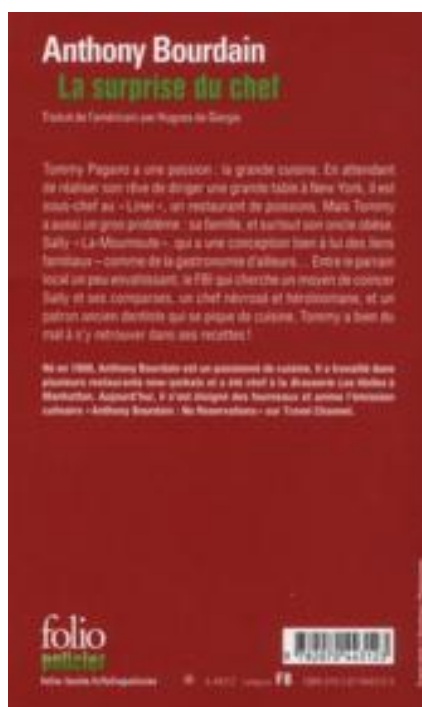 Anthony Bourdain
La surprise du chef
Traduit de l'américain par Hugues de Giorgis
Tommy Pagano a une passion : la grande cuisine. En attendant
de réaliser son rêve de diriger une grande table à New York, il est
sous-chef au « Liner », un restaurant de poissons. Mais Tommy
a aussi un gros problème : sa famille, et surtout son oncle obèse,
Sally « La-Moumoute », qui a une conception bien à lui des liens
familiaux – comme de la gastronomie d'ailleurs... Entre le parrain
local un peu envahissant, le FBI qui cherche un moyen de coincer
Sally et ses comparses, un chef névrosé et héroïnomane, et un
patron ancien dentiste qui se pique de cuisine, Tommy a bien du
mal à s'y retrouver dans ses recettes !
Né en 1956, Anthony Bourdain est un passionné de cuisine. Il a travaillé dans
plusieurs restaurants new-yorkais et a été chef à la Brasserie Les Halles à
Manhattan. Aujourd'hui, il s'est éloigné des fourneaux et anime l'émission
culinaire « Anthony Bourdain : No Reservations » sur Travel Channel.
folio
policier
F8